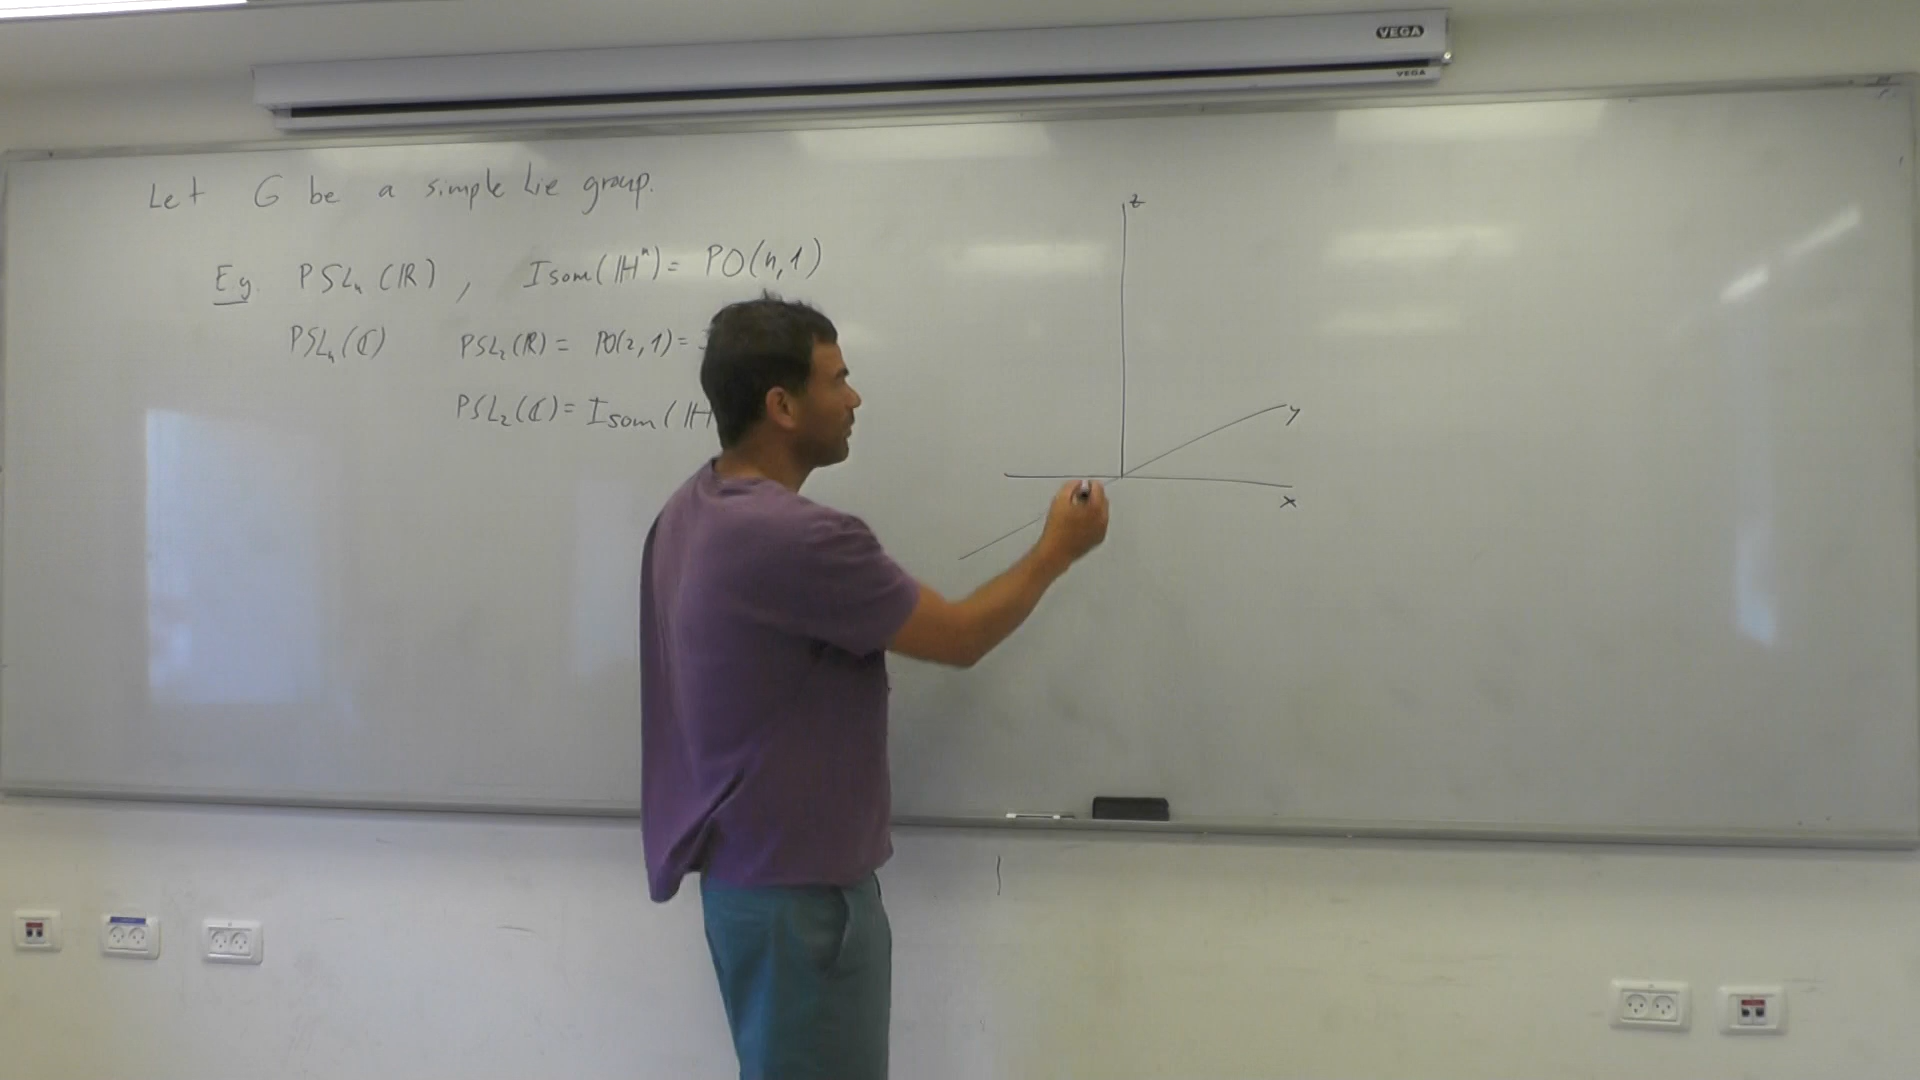 VEGA
VEGA
Let G be a simple Lie group.
E.g. PSLₙ(ℝ), Isom(ℍⁿ) = PO(n,1)
PSLₙ(ℂ) PSL₂(ℝ) = PO(2,1) =
PSL₂(ℂ) = Isom(ℍ
z
y
x